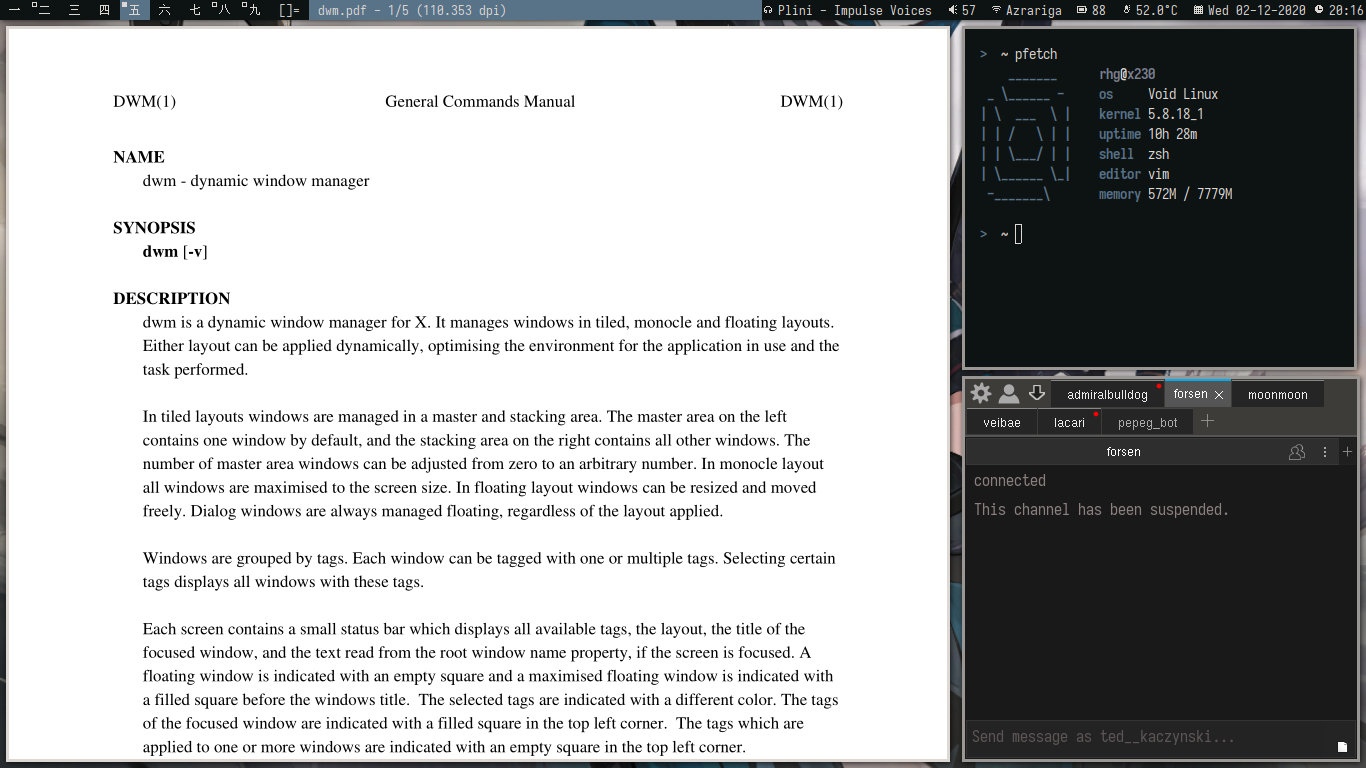 一 二 三 四 五 六 七 八 九 []= dwm.pdf - 1/5 (110.353 dpi) Plini - Impulse Voices 57 Azrariga 88 52.0°C Wed 02-12-2020 20:16
DWM(1) General Commands Manual DWM(1)
NAME
dwm - dynamic window manager
SYNOPSIS
dwm [-v]
DESCRIPTION
dwm is a dynamic window manager for X. It manages windows in tiled, monocle and floating layouts.
Either layout can be applied dynamically, optimising the environment for the application in use and the
task performed.
In tiled layouts windows are managed in a master and stacking area. The master area on the left
contains one window by default, and the stacking area on the right contains all other windows. The
number of master area windows can be adjusted from zero to an arbitrary number. In monocle layout
all windows are maximised to the screen size. In floating layout windows can be resized and moved
freely. Dialog windows are always managed floating, regardless of the layout applied.
Windows are grouped by tags. Each window can be tagged with one or multiple tags. Selecting certain
tags displays all windows with these tags.
Each screen contains a small status bar which displays all available tags, the layout, the title of the
focused window, and the text read from the root window name property, if the screen is focused. A
floating window is indicated with an empty square and a maximised floating window is indicated with
a filled square before the windows title.  The selected tags are indicated with a different color. The tags
of the focused window are indicated with a filled square in the top left corner.  The tags which are
applied to one or more windows are indicated with an empty square in the top left corner.
> ~ pfetch
rhg@x230
os Void Linux
kernel 5.8.18_1
uptime 10h 28m
shell zsh
editor vim
memory 572M / 7779M
> ~
admiralbulldog forsen moonmoon
veibae lacari pepeg_bot
forsen
connected
This channel has been suspended.
Send message as ted__kaczynski...